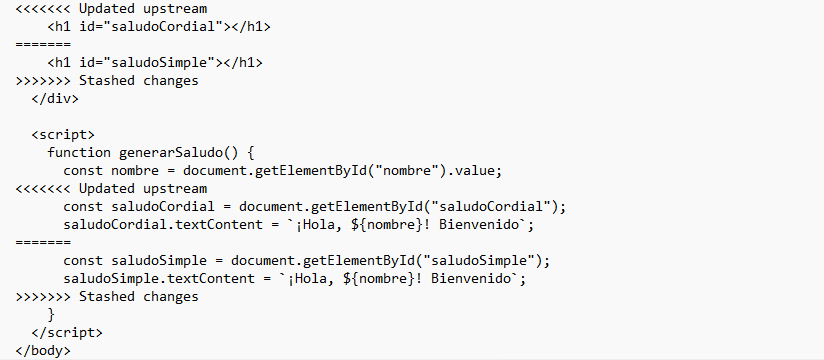 <<<<<<< Updated upstream
    <h1 id="saludoCordial"></h1>
=======
    <h1 id="saludoSimple"></h1>
>>>>>>> Stashed changes
  </div>

  <script>
    function generarSaludo() {
      const nombre = document.getElementById("nombre").value;
<<<<<<< Updated upstream
      const saludoCordial = document.getElementById("saludoCordial");
      saludoCordial.textContent = `¡Hola, ${nombre}! Bienvenido`;
=======
      const saludoSimple = document.getElementById("saludoSimple");
      saludoSimple.textContent = `¡Hola, ${nombre}! Bienvenido`;
>>>>>>> Stashed changes
    }
  </script>
</body>